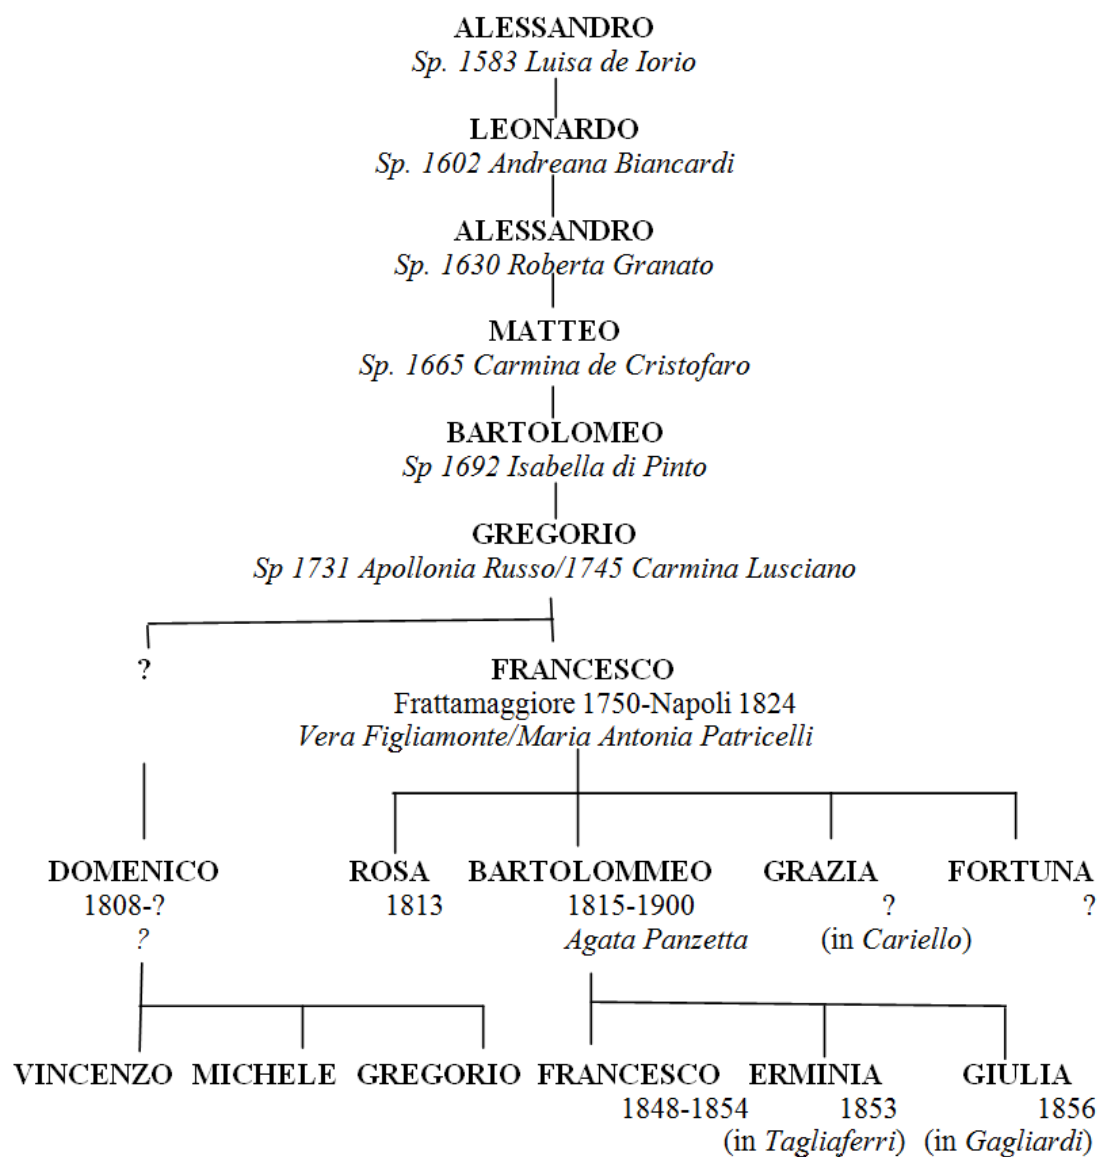 ALESSANDRO
Sp. 1583 Luisa de Iorio
LEONARDO
Sp. 1602 Andreana Biancardi
ALESSANDRO
Sp. 1630 Roberta Granato
MATTEO
Sp. 1665 Carmina de Cristofaro
BARTOLOMEO
Sp 1692 Isabella di Pinto
GREGORIO
Sp 1731 Apollonia Russo/1745 Carmina Lusciano
? FRANCESCO
Frattamaggiore 1750-Napoli 1824
Vera Figliamonte/Maria Antonia Patricelli
DOMENICO ROSA BARTOLOMMEO GRAZIA FORTUNA
1808-? 1813 1815-1900 ? ?
? Agata Panzetta (in Cariello)
VINCENZO MICHELE GREGORIO FRANCESCO ERMINIA GIULIA
1848-1854 1853 1856
(in Tagliaferri) (in Gagliardi)